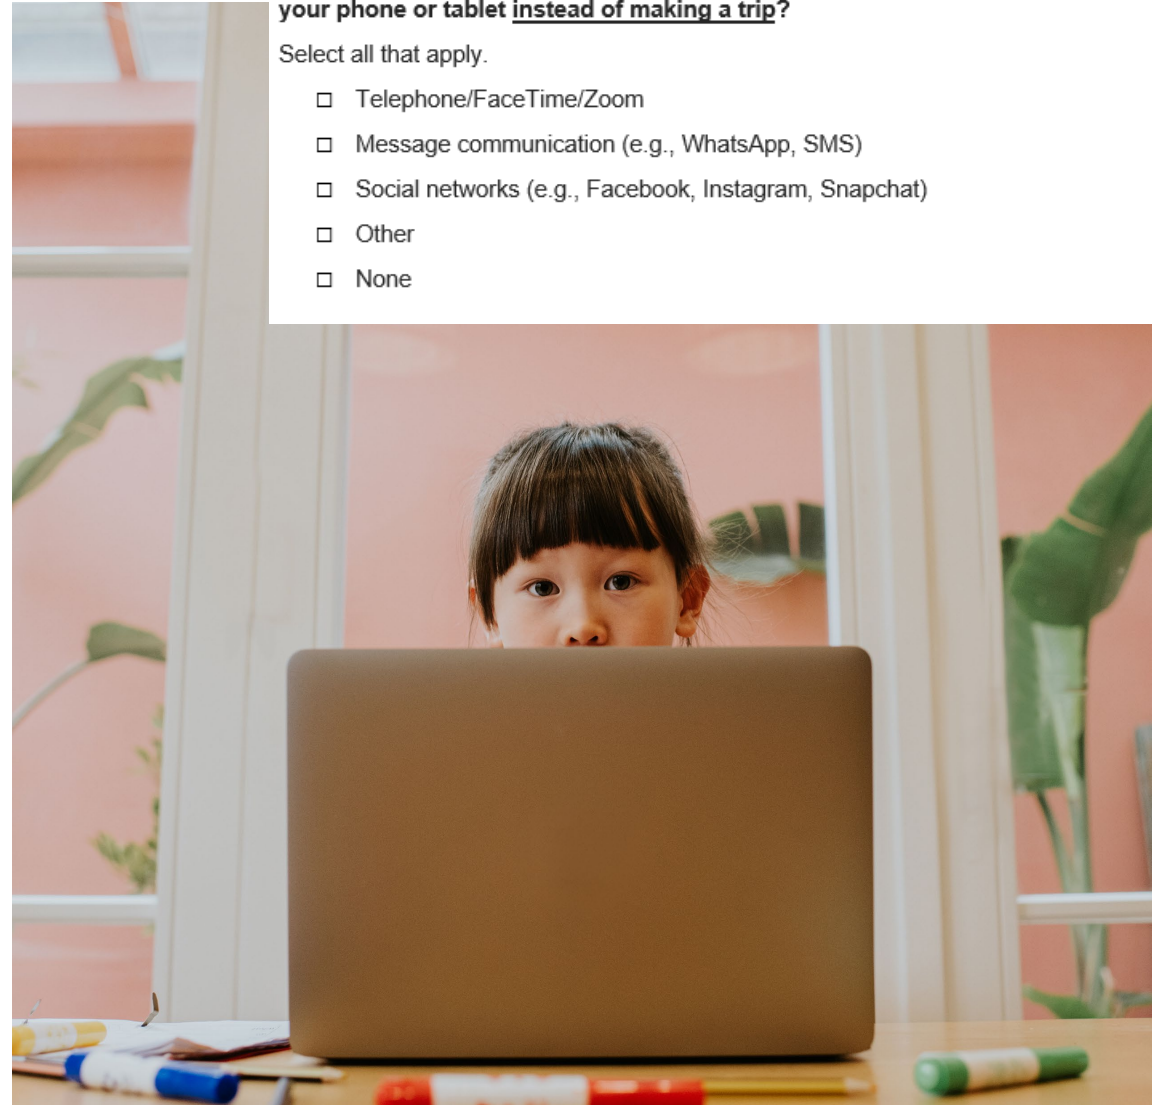 your phone or tablet instead of making a trip?
Select all that apply.
☐ Telephone/FaceTime/Zoom
☐ Message communication (e.g., WhatsApp, SMS)
☐ Social networks (e.g., Facebook, Instagram, Snapchat)
☐ Other
☐ None